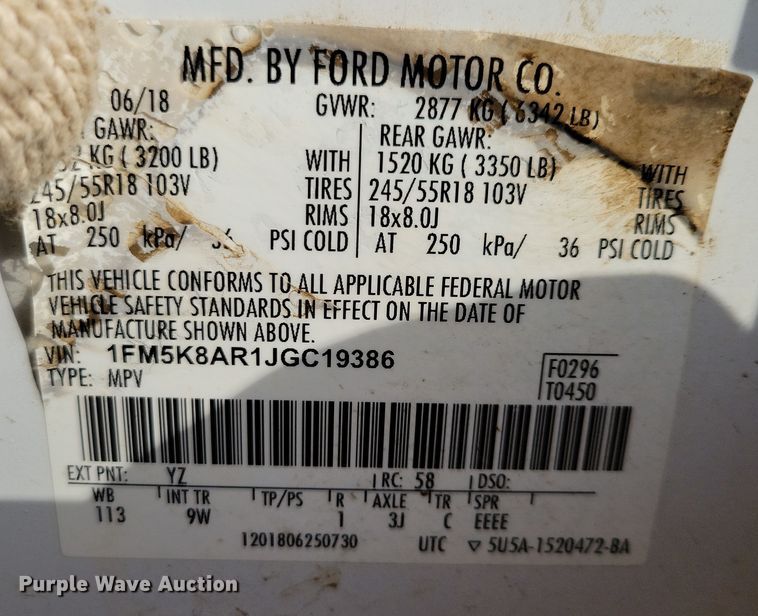 MFD. BY FORD MOTOR CO.
06/18 GVWR: 2877 KG ( 6342 LB)
GAWR: REAR GAWR:
KG ( 3200 LB) WITH 1520 KG ( 3350 LB) WITH
245/55R18 103V TIRES 245/55R18 103V TIRES
18x8.0J RIMS 18x8.0J RIMS
AT 250 kPa/ 36 PSI COLD AT 250 kPa/ 36 PSI COLD
THIS VEHICLE CONFORMS TO ALL APPLICABLE FEDERAL MOTOR
VEHICLE SAFETY STANDARDS IN EFFECT ON THE DATE OF
MANUFACTURE SHOWN ABOVE.
VIN: 1FM5K8AR1JGC19386 F0296
TYPE: MPV T0450
EXT PNT: YZ RC: 58 DSO:
WB INT TR TP/PS R AXLE TR SPR
113 9W 1 3J C EEEE
1201806250730 UTC ▽ 5U5A-1520472-BA
Purple Wave Auction